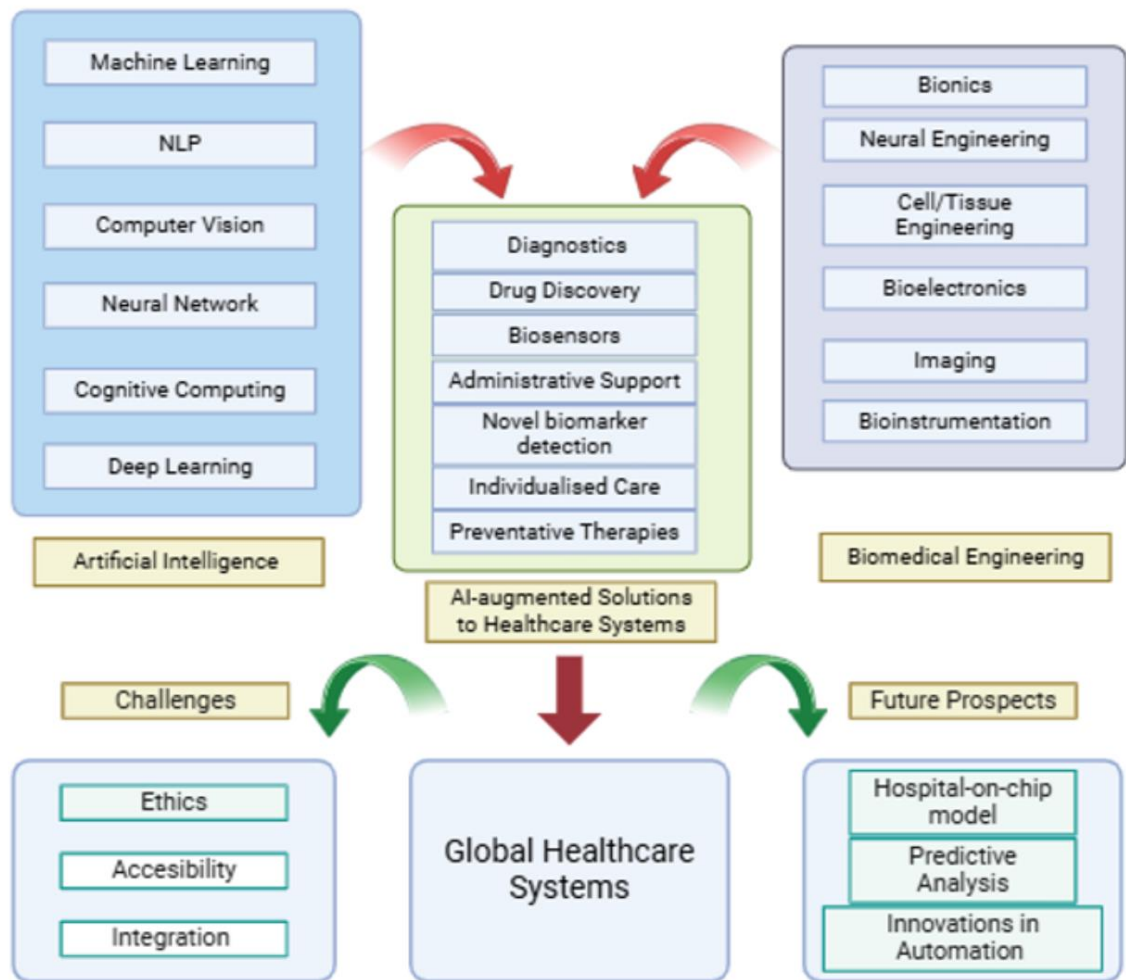 Machine Learning
NLP
Computer Vision
Neural Network
Cognitive Computing
Deep Learning
Artificial Intelligence
Diagnostics
Drug Discovery
Biosensors
Administrative Support
Novel biomarker
detection
Individualised Care
Preventative Therapies
AI-augmented Solutions
to Healthcare Systems
Bionics
Neural Engineering
Cell/Tissue
Engineering
Bioelectronics
Imaging
Bioinstrumentation
Biomedical Engineering
Challenges
Ethics
Accesibility
Integration
Global Healthcare
Systems
Future Prospects
Hospital-on-chip
model
Predictive
Analysis
Innovations in
Automation